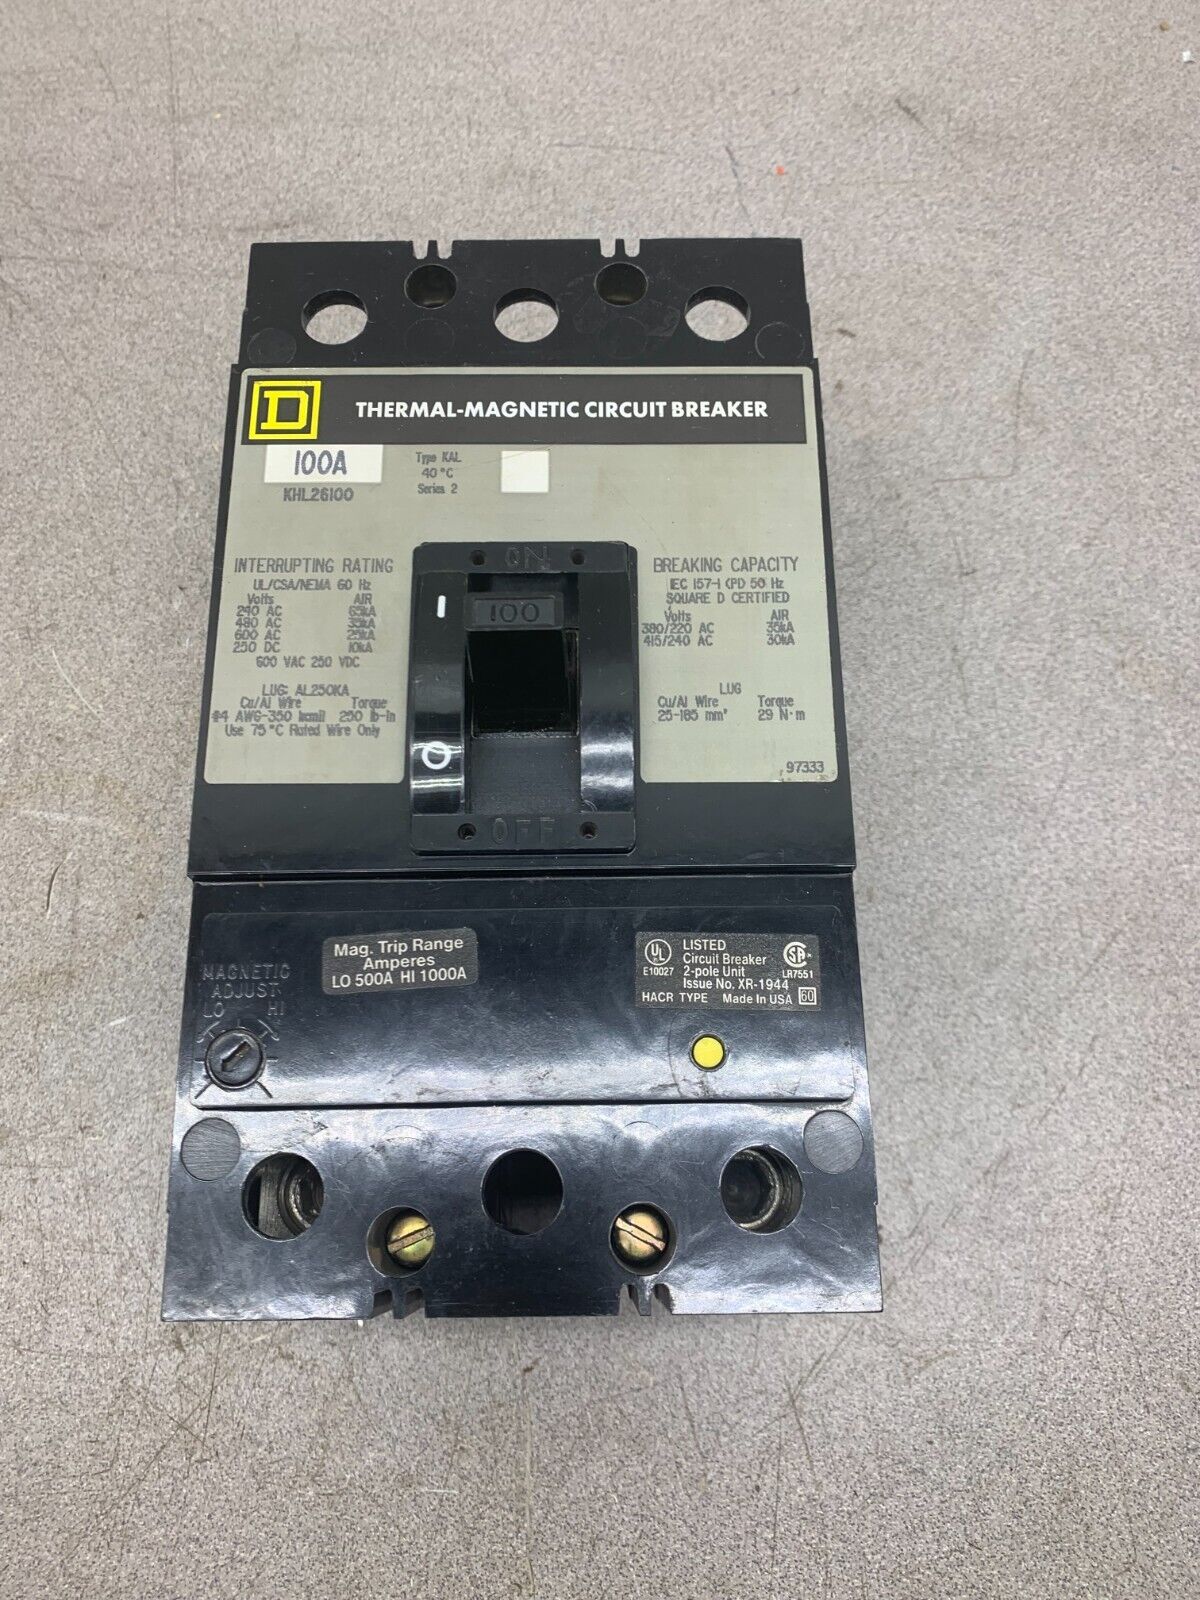 D
THERMAL-MAGNETIC CIRCUIT BREAKER
100A
KHL26100
Type KAL
40 °C
Series 2
INTERRUPTING RATING
UL/CSA/NEMA 60 Hz
Volts AIR
240 AC 65kA
480 AC 35kA
600 AC 25kA
250 DC 10kA
600 VAC 250 VDC
LUG: AL250KA
Cu/Al Wire Torque
#4 AWG-350 kcmil 250 lb-in
Use 75 °C Rated Wire Only
ON
I
100
O
OFF
BREAKING CAPACITY
IEC 157-1 (PD 50 Hz
SQUARE D CERTIFIED
Volts AIR
380/220 AC 35kA
415/240 AC 30kA
LUG
Cu/Al Wire Torque
25-185 mm² 29 N·m
97333
MAGNETIC
ADJUST
LO HI
Mag. Trip Range
Amperes
LO 500A HI 1000A
UL
E10027
LISTED
Circuit Breaker
2-pole Unit
Issue No. XR-1944
SA
LR7551
HACR TYPE Made in USA 60